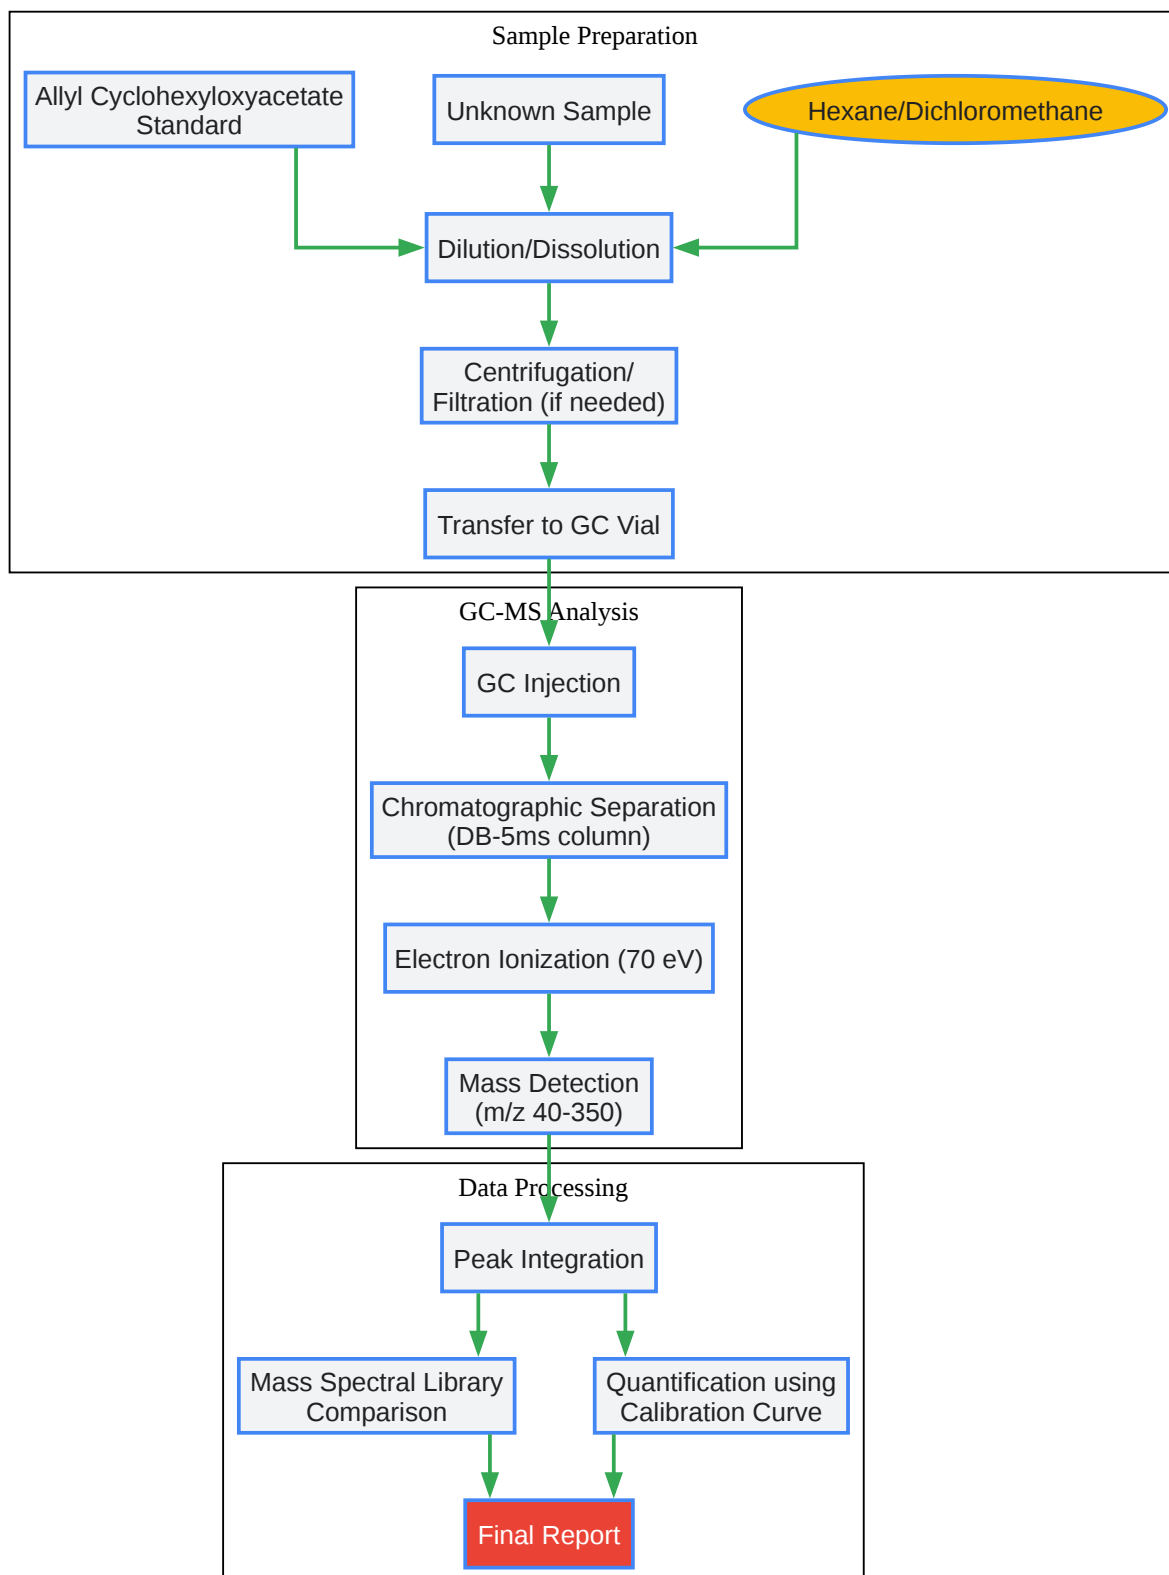 Sample Preparation
Allyl Cyclohexyloxyacetate
Standard
Unknown Sample
Hexane/Dichloromethane
Dilution/Dissolution
Centrifugation/
Filtration (if needed)
Transfer to GC Vial
GC-MS Analysis
GC Injection
Chromatographic Separation
(DB-5ms column)
Electron Ionization (70 eV)
Mass Detection
(m/z 40-350)
Data Processing
Peak Integration
Mass Spectral Library
Comparison
Quantification using
Calibration Curve
Final Report